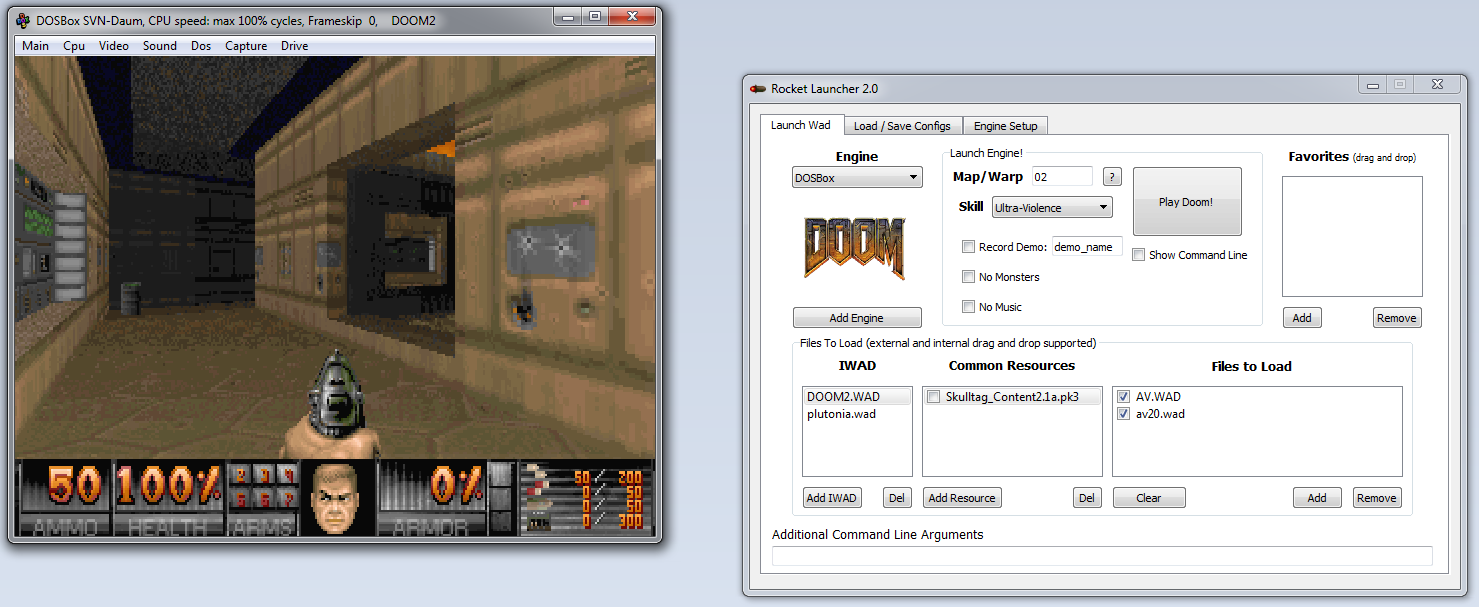 DOSBox SVN-Daum, CPU speed: max 100% cycles, Frameskip 0, DOOM2
Main Cpu Video Sound Dos Capture Drive
50 100% 2 3 4 0% 50 / 200
5 6 7 0 / 50
0 / 50
0 / 300
AMMO HEALTH ARMS ARMOR
Rocket Launcher 2.0
Launch Wad Load / Save Configs Engine Setup
Engine
DOSBox
DOOM
Add Engine
Launch Engine!
Map/Warp 02 ?
Skill Ultra-Violence
Play Doom!
Record Demo: demo_name
Show Command Line
No Monsters
No Music
Favorites (drag and drop)
Add Remove
Files To Load (external and internal drag and drop supported)
IWAD Common Resources Files to Load
DOOM2.WAD Skulltag_Content2.1a.pk3 AV.WAD
plutonia.wad av20.wad
Add IWAD Del Add Resource Del Clear Add Remove
Additional Command Line Arguments